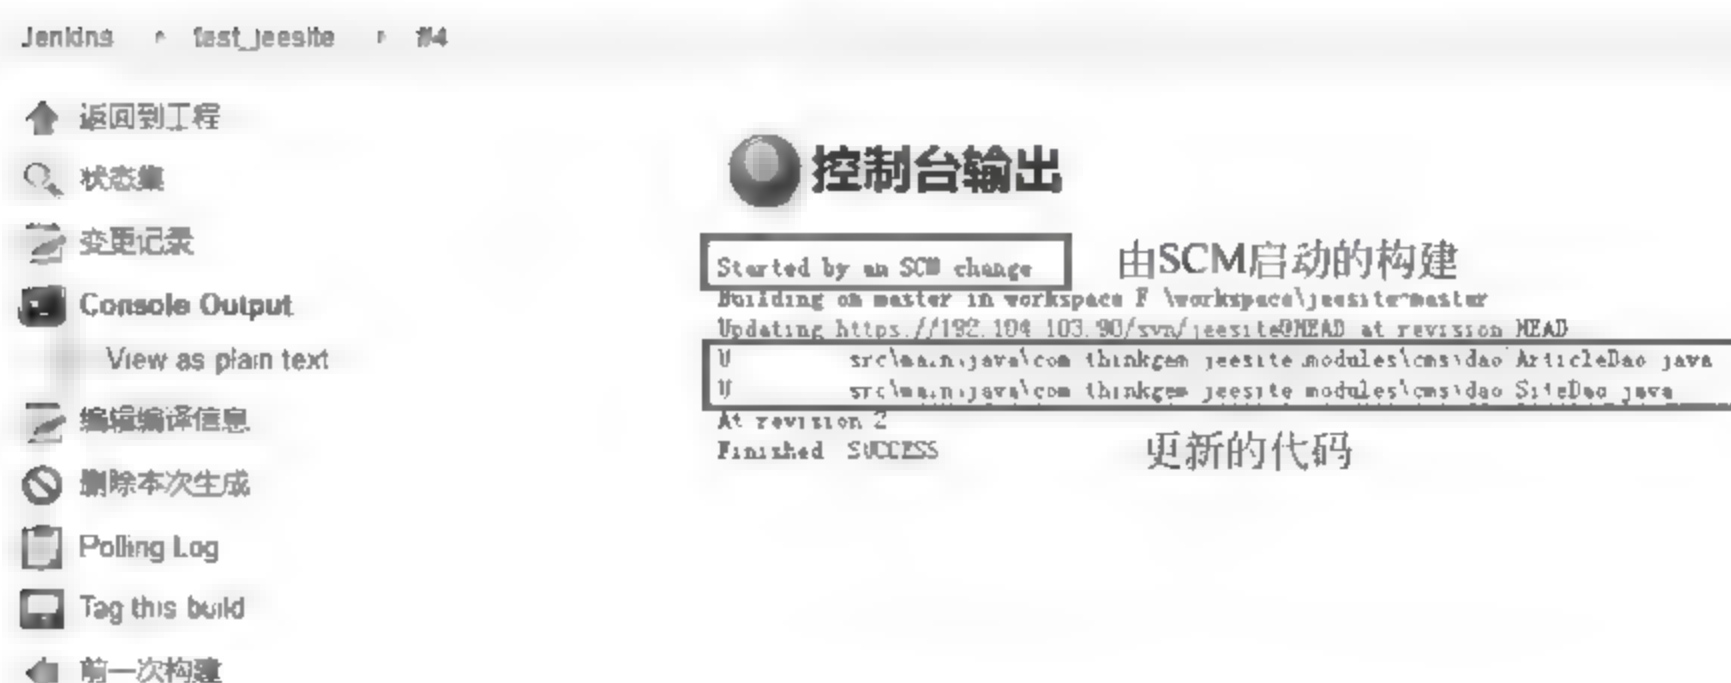 Jenkins test_jeesite #4
返回到工程
状态集
变更记录
Console Output
View as plain text
编辑编译信息
删除本次生成
Polling Log
Tag this build
前一次构建
控制台输出
Started by an SCM change
由SCM启动的构建
Building on master in workspace F \workspace\jeesite-master
Updating https://192.104 103.90/svn/jeesite@HEAD at revision HEAD
U src\main\java\com thinkgem jeesite modules\cms\dao ArticleDao java
U src\main\java\com thinkgem jeesite modules\cms\dao SiteDao java
At revision 2
更新的代码
Finished SUCCESS